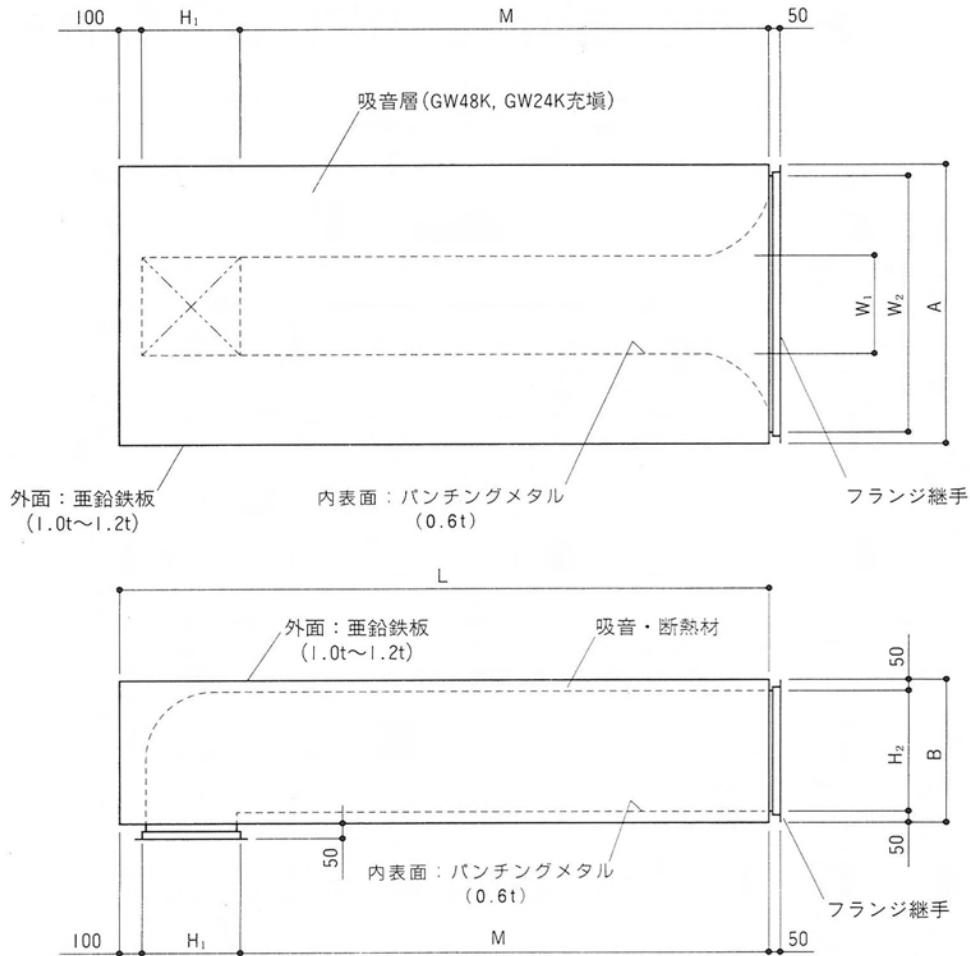 100 H₁ M 50
吸音層(GW48K, GW24K充塡)
W₁
W₂
A
外面：亜鉛鉄板
(1.0t～1.2t)
内表面：パンチングメタル
(0.6t)
フランジ継手
L
外面：亜鉛鉄板
(1.0t～1.2t)
吸音・断熱材
50
H₂
B
50
50
内表面：パンチングメタル
(0.6t)
フランジ継手
100 H₁ M 50